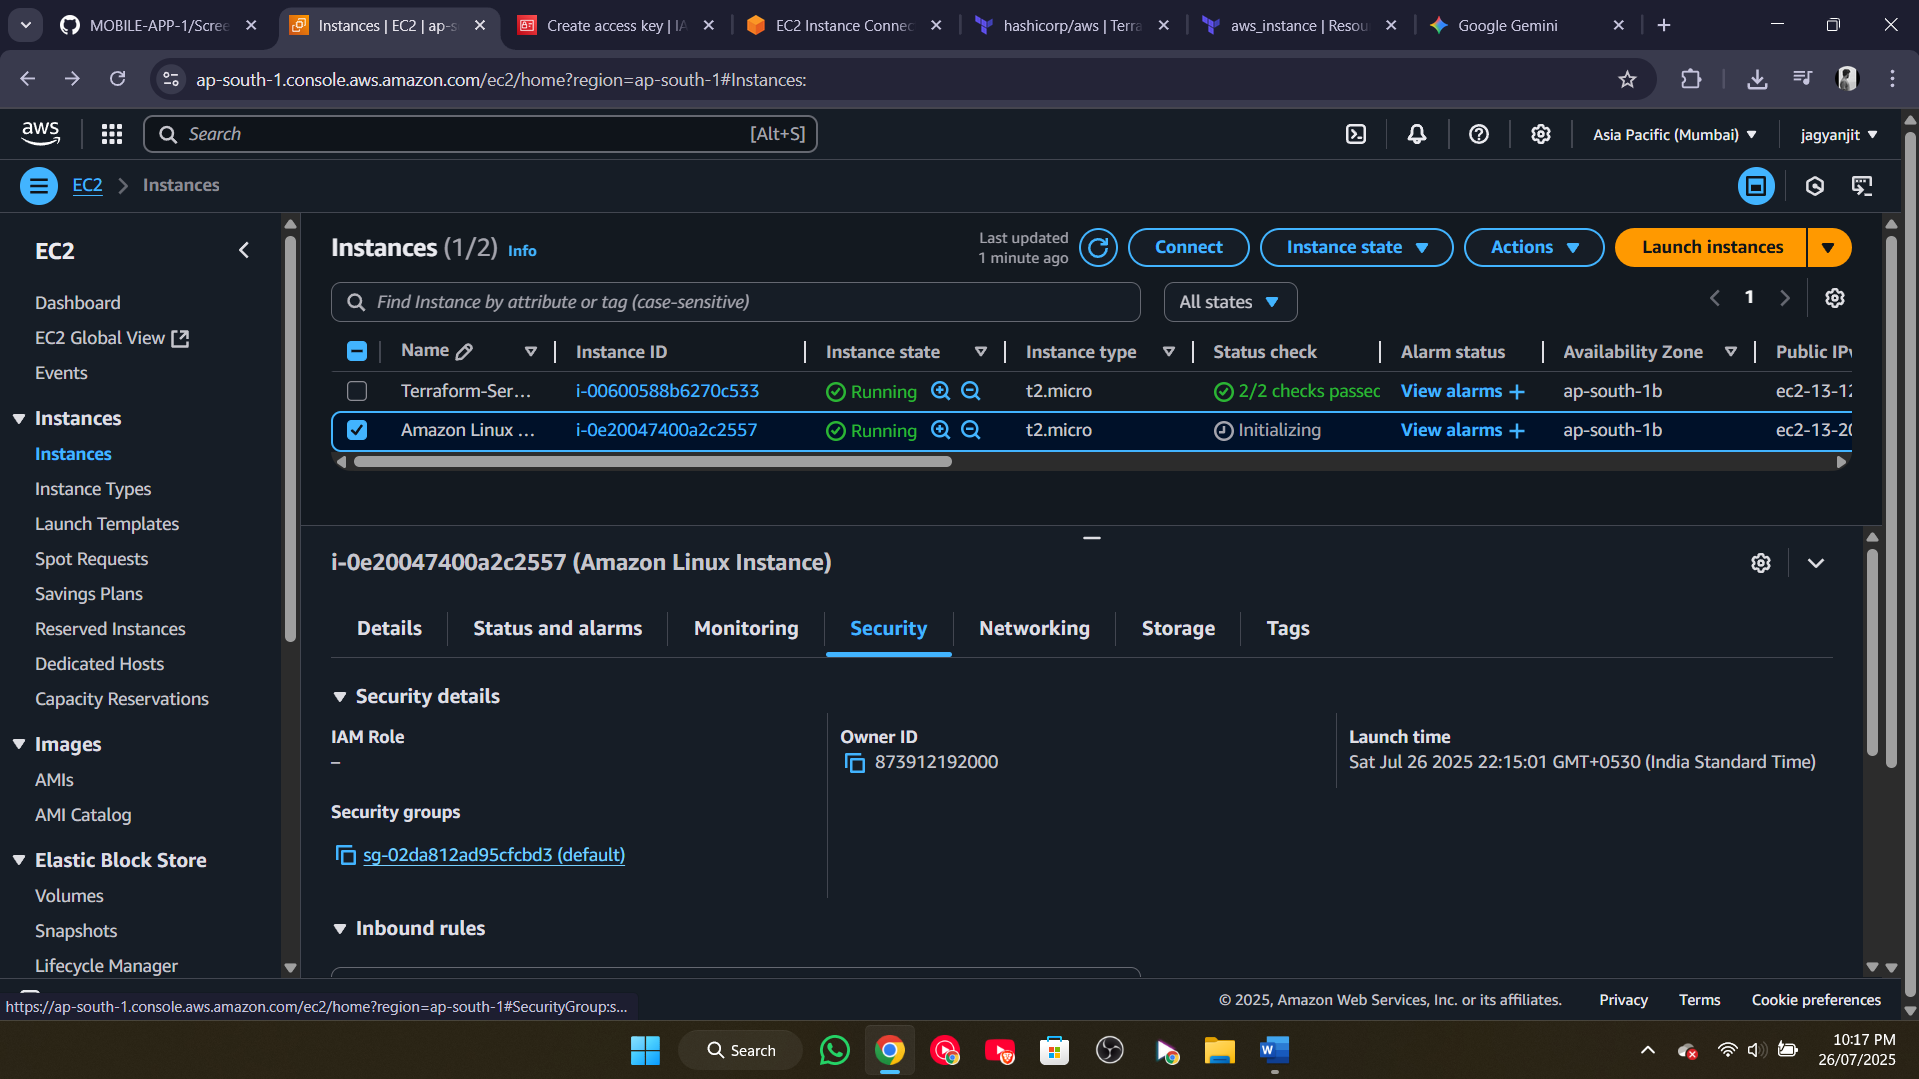 MOBILE-APP-1/Scree
Instances | EC2 | ap-s
Create access key | IA
EC2 Instance Connec
hashicorp/aws | Terra
aws_instance | Resou
Google Gemini
ap-south-1.console.aws.amazon.com/ec2/home?region=ap-south-1#Instances:
aws
Search
[Alt+S]
Asia Pacific (Mumbai)
jagyanjit
EC2
Instances
EC2
Dashboard
EC2 Global View
Events
Instances
Instances
Instance Types
Launch Templates
Spot Requests
Savings Plans
Reserved Instances
Dedicated Hosts
Capacity Reservations
Images
AMIs
AMI Catalog
Elastic Block Store
Volumes
Snapshots
Lifecycle Manager
Instances (1/2) Info
Last updated
1 minute ago
Connect
Instance state
Actions
Launch instances
Find Instance by attribute or tag (case-sensitive)
All states
1
Name Instance ID Instance state Instance type Status check Alarm status Availability Zone Public IPv
Terraform-Ser... i-00600588b6270c533 Running t2.micro 2/2 checks passec View alarms + ap-south-1b ec2-13-12
Amazon Linux ... i-0e20047400a2c2557 Running t2.micro Initializing View alarms + ap-south-1b ec2-13-20
i-0e20047400a2c2557 (Amazon Linux Instance)
Details
Status and alarms
Monitoring
Security
Networking
Storage
Tags
Security details
IAM Role
–
Owner ID
873912192000
Launch time
Sat Jul 26 2025 22:15:01 GMT+0530 (India Standard Time)
Security groups
sg-02da812ad95cfcbd3 (default)
Inbound rules
https://ap-south-1.console.aws.amazon.com/ec2/home?region=ap-south-1#SecurityGroup:s...
© 2025, Amazon Web Services, Inc. or its affiliates.
Privacy
Terms
Cookie preferences
Search
10:17 PM
26/07/2025